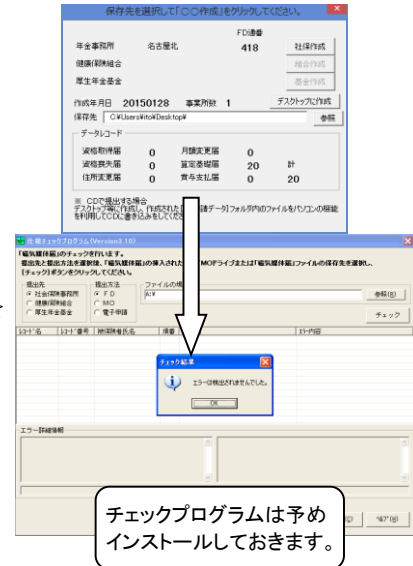 保存先を選択して「○○作成」をクリックしてください。
FD通番
年金事務所 名古屋北 418 社保作成
健康保険組合 組合作成
厚生年金基金 基金作成
作成年月日 20150128 事業所数 1 デスクトップに作成
保存先 C:¥Users¥ito¥Desktop¥ 参照
データレコード
資格取得届 0 月額変更届 0
資格喪失届 0 算定基礎届 20 計
住所変更届 0 賞与支払届 0 20
※ CDで提出する場合
デスクトップ等に作成し、作成された 請データ]フォルダ内のファイルをパソコンの機能
を利用してCDに書き込みをしてくだ
仕様チェックプログラム(Version3.10)
「磁気媒体届」のチェックを行います。
提出先と提出方法を選択後、「磁気媒体届」の挿入された MOドライブまたは「磁気媒体届」ファイルの保存先を選択し、
[チェック]ボタンをクリックしてください。
提出先 提出方法 ファイルの場
社会保険事務所 FD A:¥ 参照(R)
健康保険組合 MO
厚生年金基金 電子申請 チェック
レコード名 レコード番号 被保険者氏名 項番 エラー内容
チェック結果
エラーは検出されませんでした。
OK
エラー詳細情報
ヘルプ(H)
チェックプログラムは予め
インストールしておきます。